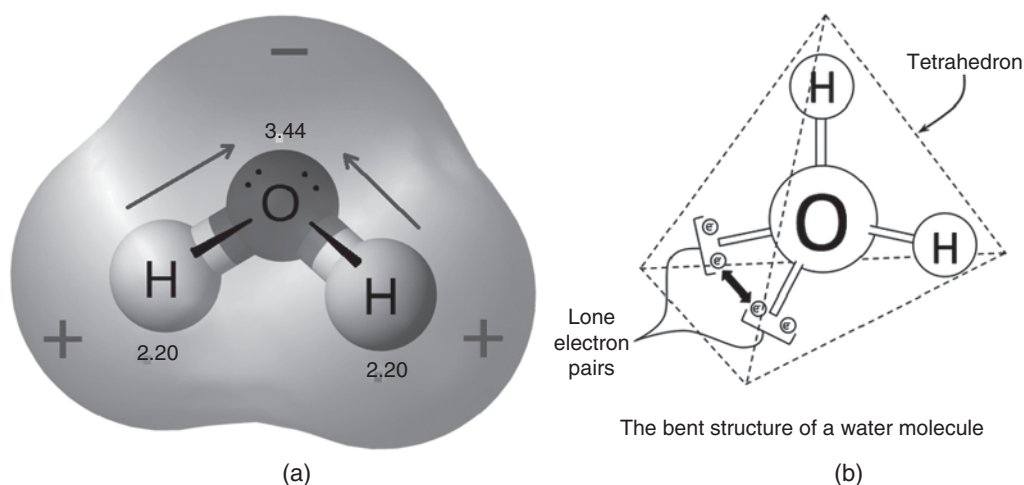 −
3.44
O
H
H
+
+
2.20
2.20
(a)
Tetrahedron
H
O
H
e-
e-
e-
e-
Lone
electron
pairs
The bent structure of a water molecule
(b)